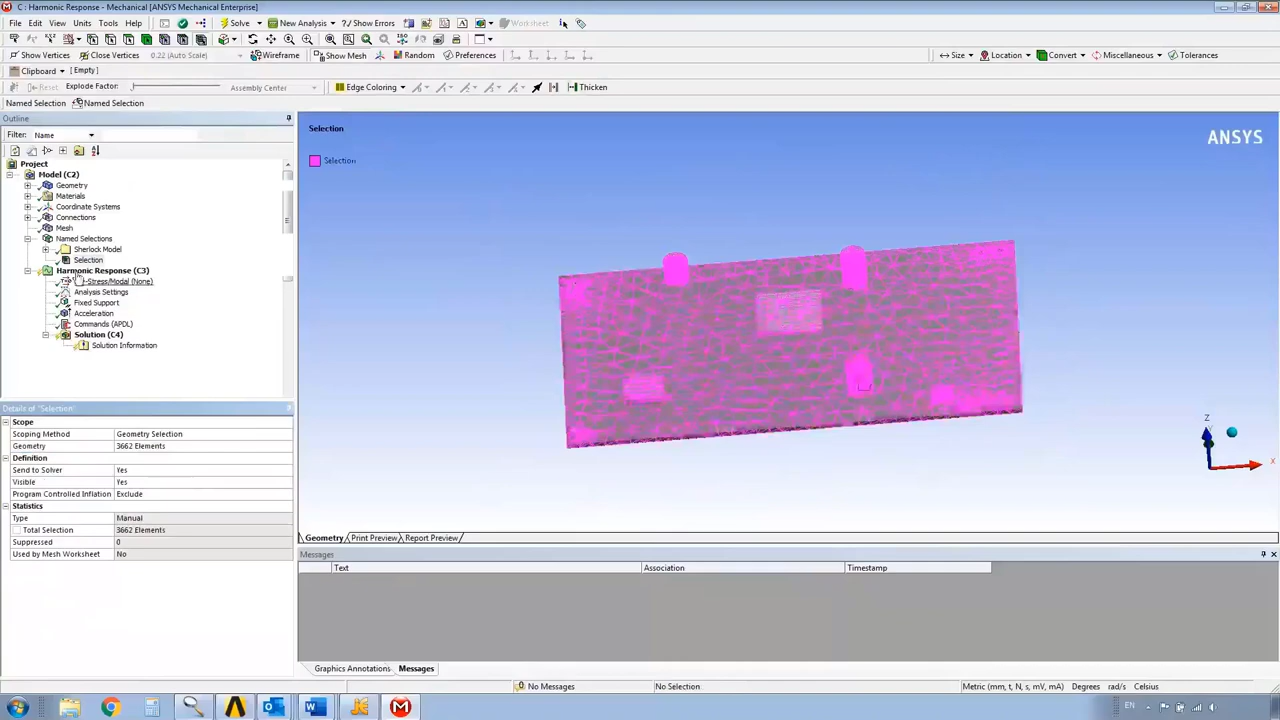 C : Harmonic Response - Mechanical [ANSYS Mechanical Enterprise]
File Edit View Units Tools Help Solve New Analysis Show Errors Worksheet
Show Vertices Close Vertices 0.22 (Auto Scale) Wireframe Show Mesh Random Preferences Size Location Convert Miscellaneous Tolerances
Clipboard [ Empty ]
Reset Explode Factor: Assembly Center Edge Coloring Thicken
Named Selection Named Selection
Outline
Filter: Name
Project
Model (C2)
Geometry
Materials
Coordinate Systems
Connections
Mesh
Named Selections
Sherlock Model
Selection
Harmonic Response (C3)
-Stress/Modal (None)
Analysis Settings
Fixed Support
Acceleration
Commands (APDL)
Solution (C4)
Solution Information
Details of "Selection"
Scope
Scoping Method Geometry Selection
Geometry 3662 Elements
Definition
Send to Solver Yes
Visible Yes
Program Controlled Inflation Exclude
Statistics
Type Manual
Total Selection 3662 Elements
Suppressed 0
Used by Mesh Worksheet No
Selection
Selection
ANSYS
Z
X
Geometry Print Preview Report Preview
Messages
Text Association Timestamp
Graphics Annotations Messages
No Messages No Selection Metric (mm, t, N, s, mV, mA) Degrees rad/s Celsius
EN 2:22 PM